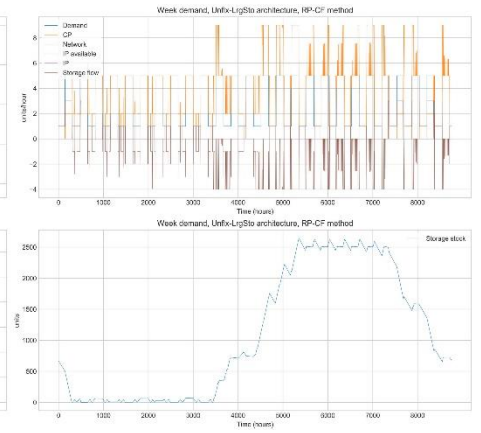 Week demand, Unfix-LrgSto architecture, RP-CF method
Demand
CP
Network
IP available
IP
Storage flow
units/hour
8
6
4
2
0
−2
−4
0 1000 2000 3000 4000 5000 6000 7000 8000
Time (hours)
Week demand, Unfix-LrgSto architecture, RP-CF method
Storage stock
units
2500
2000
1500
1000
500
0
0 1000 2000 3000 4000 5000 6000 7000 8000
Time (hours)